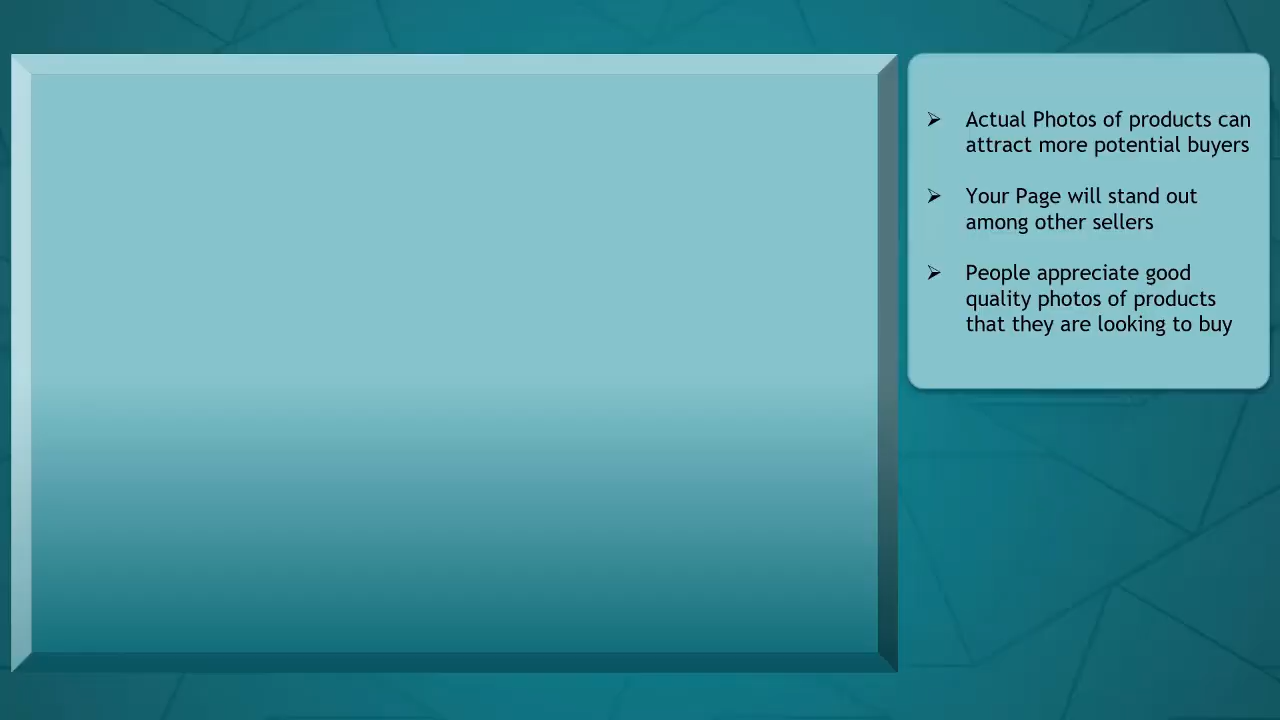 Actual Photos of products can
attract more potential buyers
Your Page will stand out
among other sellers
People appreciate good
quality photos of products
that they are looking to buy